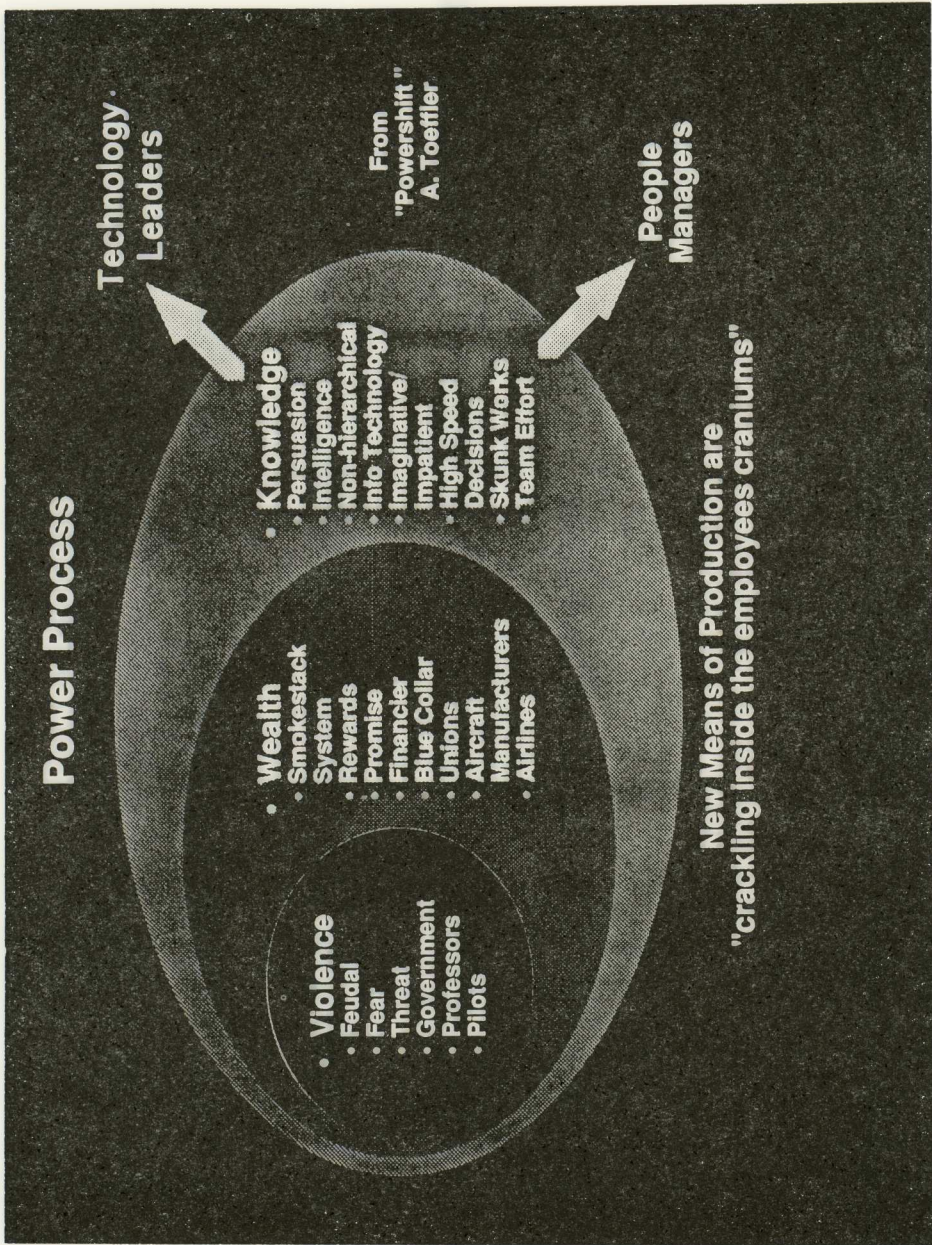 Power Process
• Violence
• Feudal
• Fear
• Threat
• Government
• Professors
• Pilots
• Wealth
• Smokestack
System
• Rewards
• Promise
• Financier
• Blue Collar
• Unions
• Aircraft
Manufacturers
• Airlines
• Knowledge
• Persuasion
• Intelligence
• Non-hierarchical
• Into Technology
• Imaginative/
Impatient
• High Speed
Decisions
• Skunk Works
• Team Effort
Technology
Leaders
From
"Powershift"
A. Toeffler
People
Managers
New Means of Production are
"crackling inside the employees craniums"